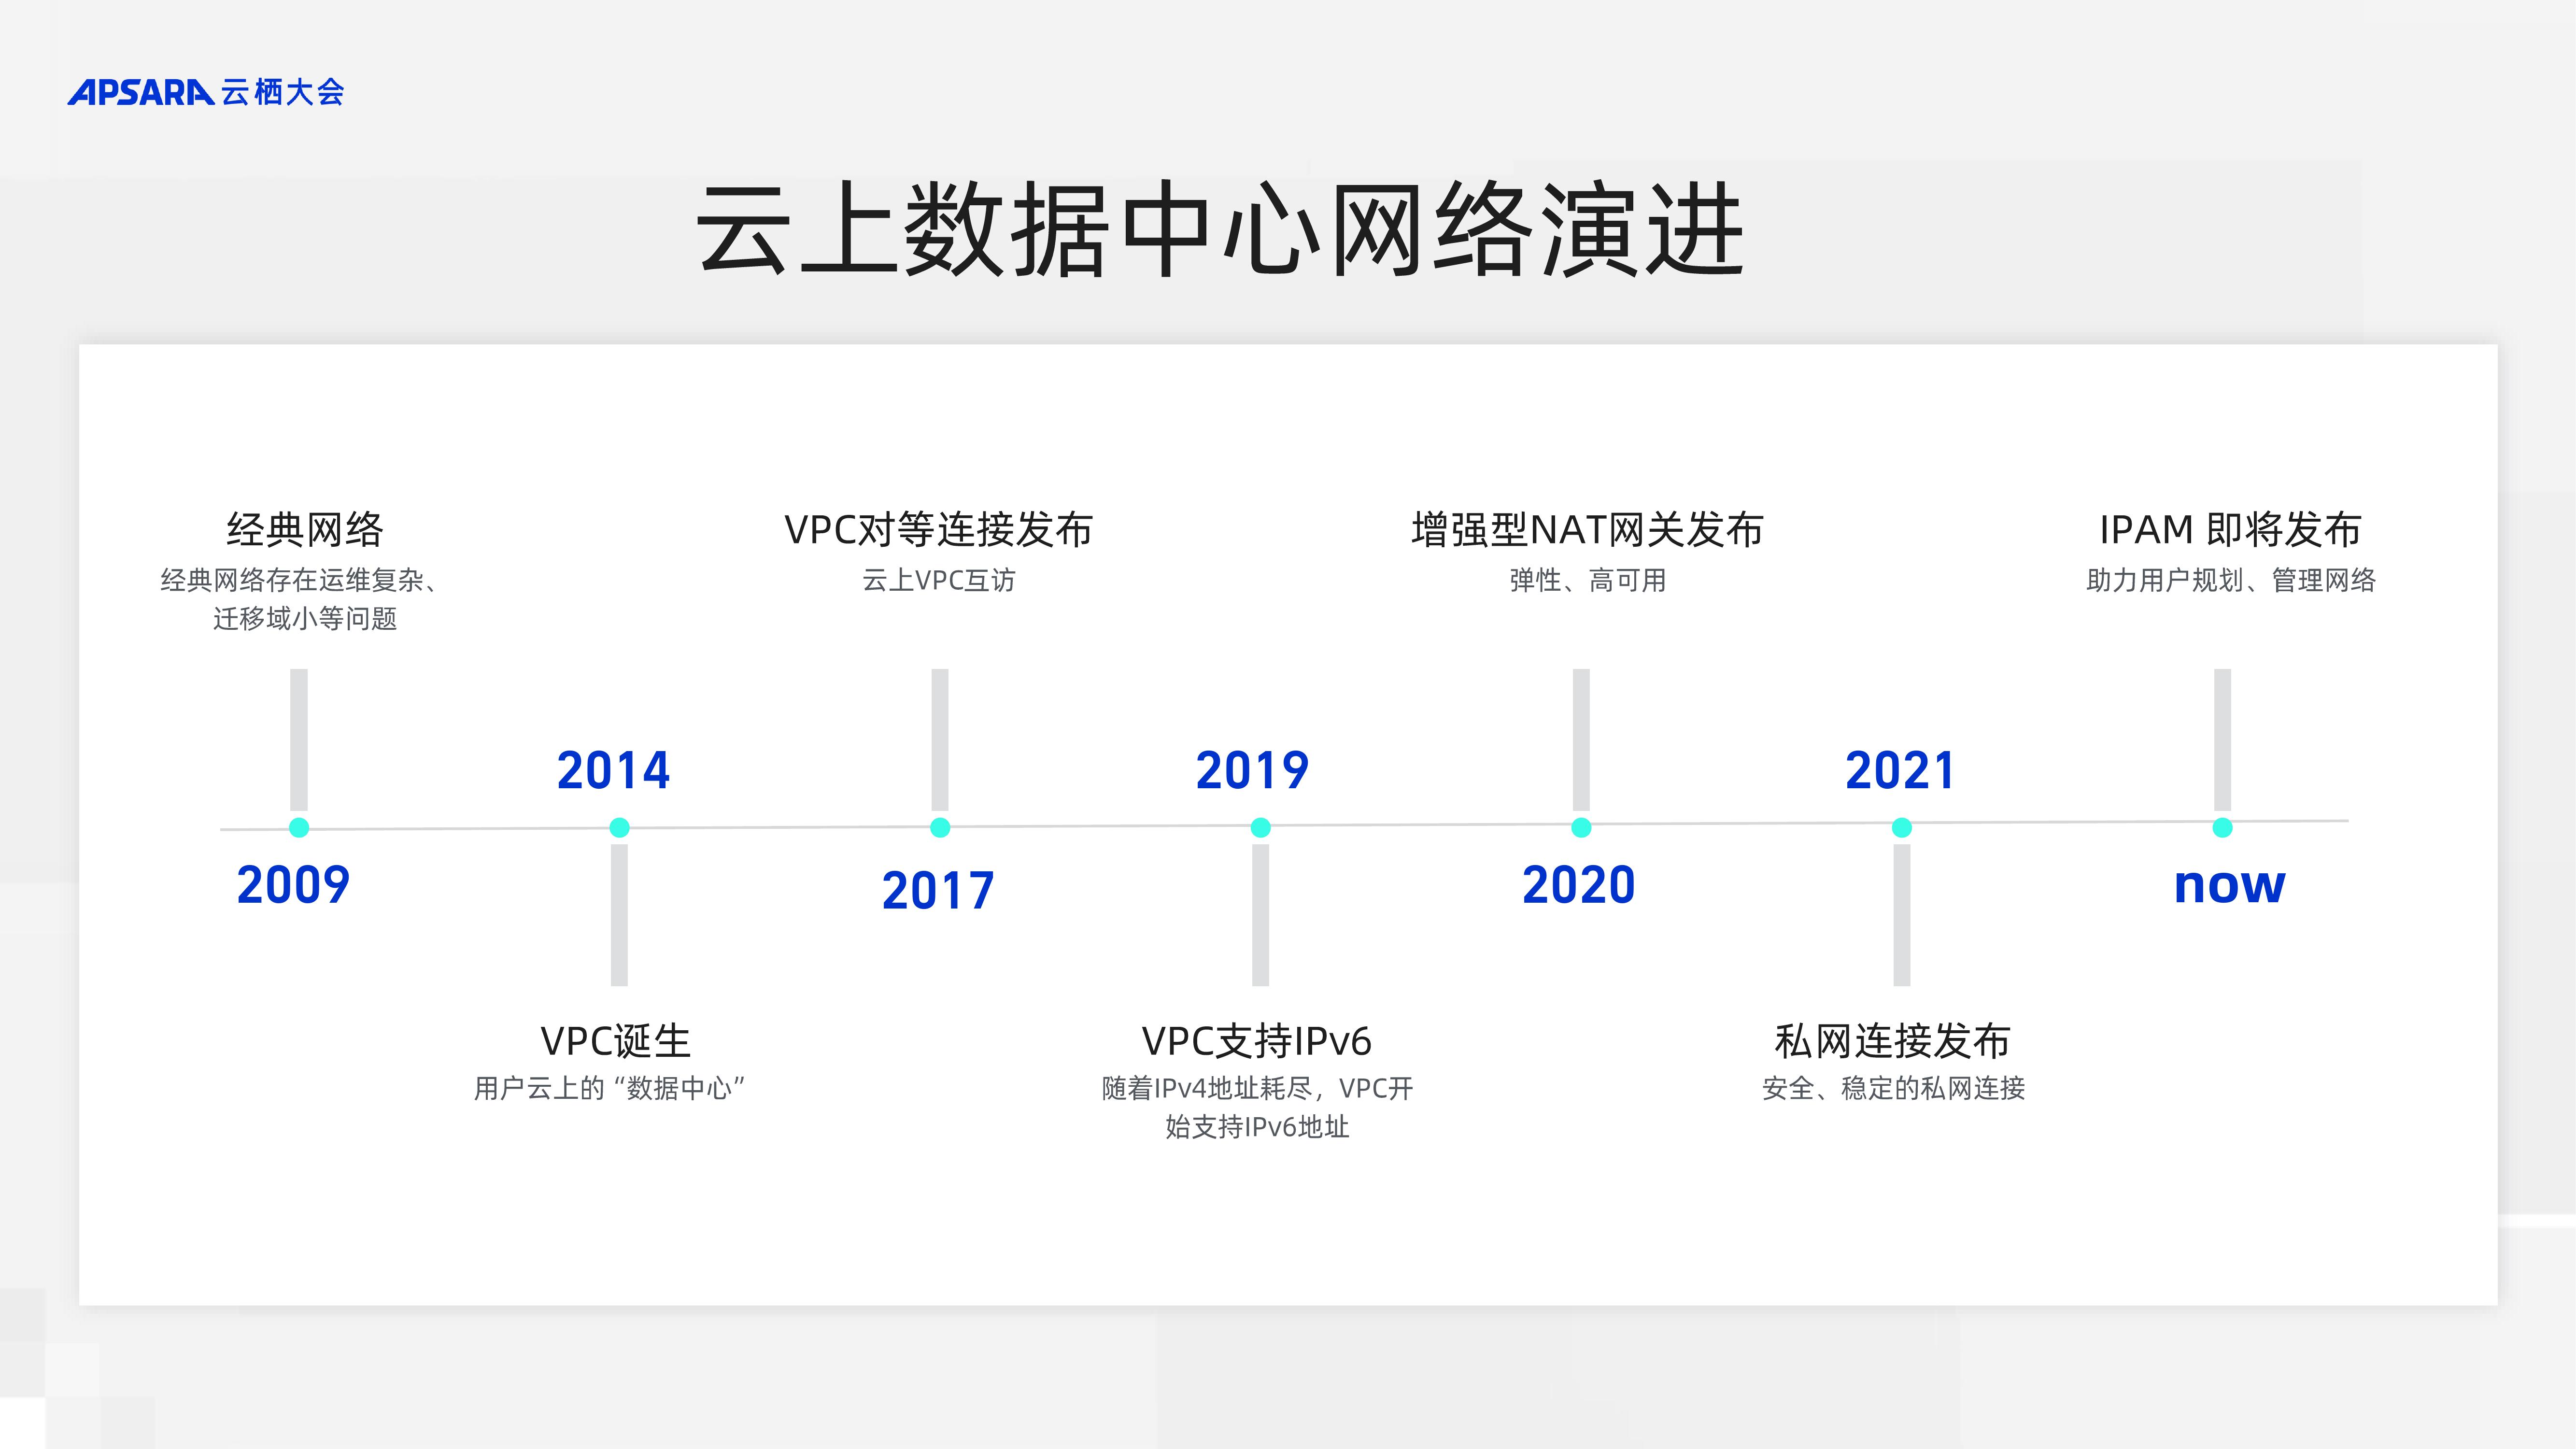 APSARA 云栖大会
云上数据中心网络演进
经典网络
经典网络存在运维复杂、
迁移域小等问题
2009
2014
VPC诞生
用户云上的 “数据中心”
VPC对等连接发布
云上VPC互访
2017
2019
VPC支持IPv6
随着IPv4地址耗尽，VPC开
始支持IPv6地址
增强型NAT网关发布
弹性、高可用
2020
2021
私网连接发布
安全、稳定的私网连接
IPAM 即将发布
助力用户规划、管理网络
now